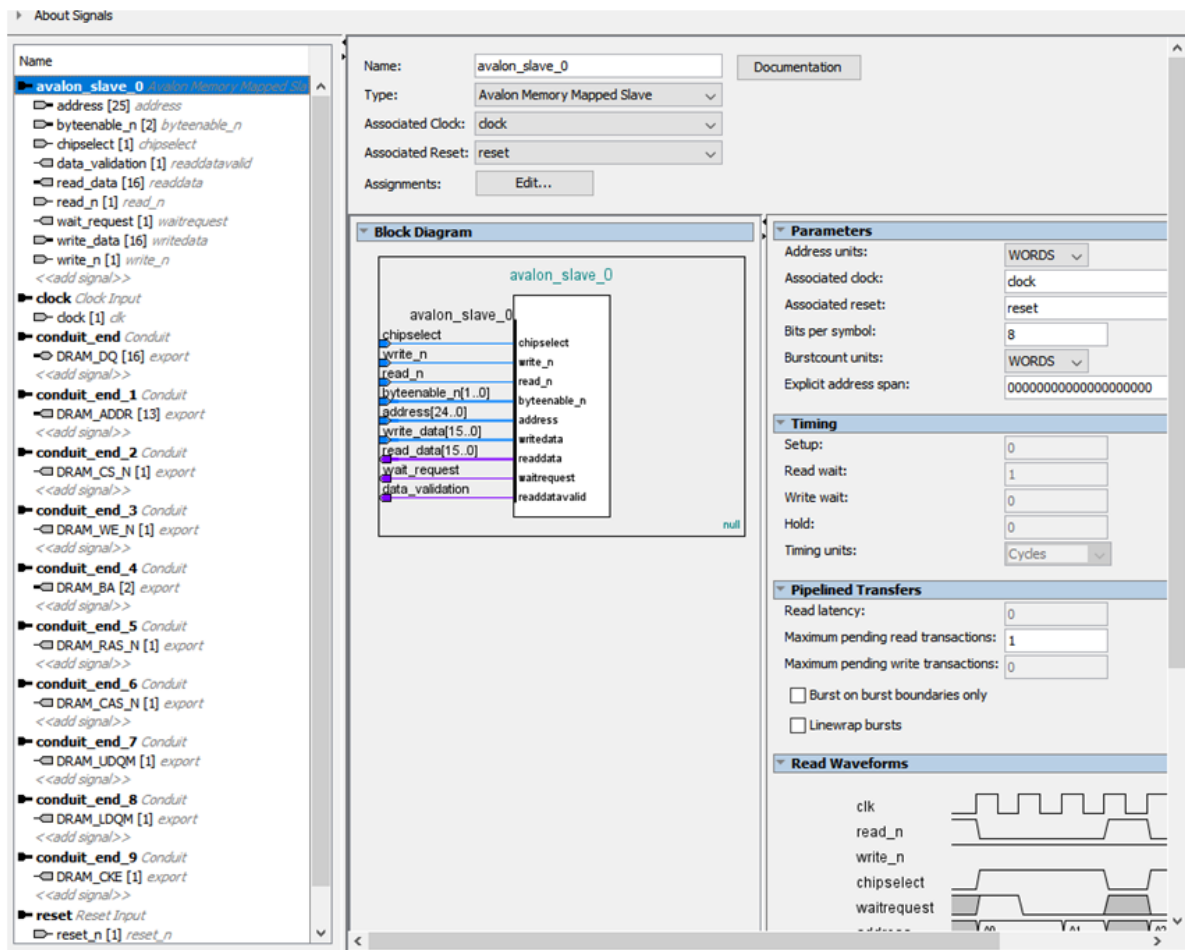 About Signals
Name
avalon_slave_0 Avalon Memory Mapped Sla
address [25] address
byteenable_n [2] byteenable_n
chipselect [1] chipselect
data_validation [1] readdatavalid
read_data [16] readdata
read_n [1] read_n
wait_request [1] waitrequest
write_data [16] writedata
write_n [1] write_n
<<add signal>>
clock Clock Input
clock [1] clk
conduit_end Conduit
DRAM_DQ [16] export
<<add signal>>
conduit_end_1 Conduit
DRAM_ADDR [13] export
<<add signal>>
conduit_end_2 Conduit
DRAM_CS_N [1] export
<<add signal>>
conduit_end_3 Conduit
DRAM_WE_N [1] export
<<add signal>>
conduit_end_4 Conduit
DRAM_BA [2] export
<<add signal>>
conduit_end_5 Conduit
DRAM_RAS_N [1] export
<<add signal>>
conduit_end_6 Conduit
DRAM_CAS_N [1] export
<<add signal>>
conduit_end_7 Conduit
DRAM_UDQM [1] export
<<add signal>>
conduit_end_8 Conduit
DRAM_LDQM [1] export
<<add signal>>
conduit_end_9 Conduit
DRAM_CKE [1] export
<<add signal>>
reset Reset Input
reset_n [1] reset_n
Name: avalon_slave_0 Documentation
Type: Avalon Memory Mapped Slave
Associated Clock: clock
Associated Reset: reset
Assignments: Edit...
Block Diagram
avalon_slave_0
avalon_slave_0
chipselect chipselect
write_n write_n
read_n read_n
byteenable_n[1..0] byteenable_n
address[24..0] address
write_data[15..0] writedata
read_data[15..0] readdata
wait_request waitrequest
data_validation readdatavalid
null
Parameters
Address units: WORDS
Associated clock: clock
Associated reset: reset
Bits per symbol: 8
Burstcount units: WORDS
Explicit address span: 00000000000000000000
Timing
Setup: 0
Read wait: 1
Write wait: 0
Hold: 0
Timing units: Cycles
Pipelined Transfers
Read latency: 0
Maximum pending read transactions: 1
Maximum pending write transactions: 0
Burst on burst boundaries only
Linewrap bursts
Read Waveforms
clk
read_n
write_n
chipselect
waitrequest